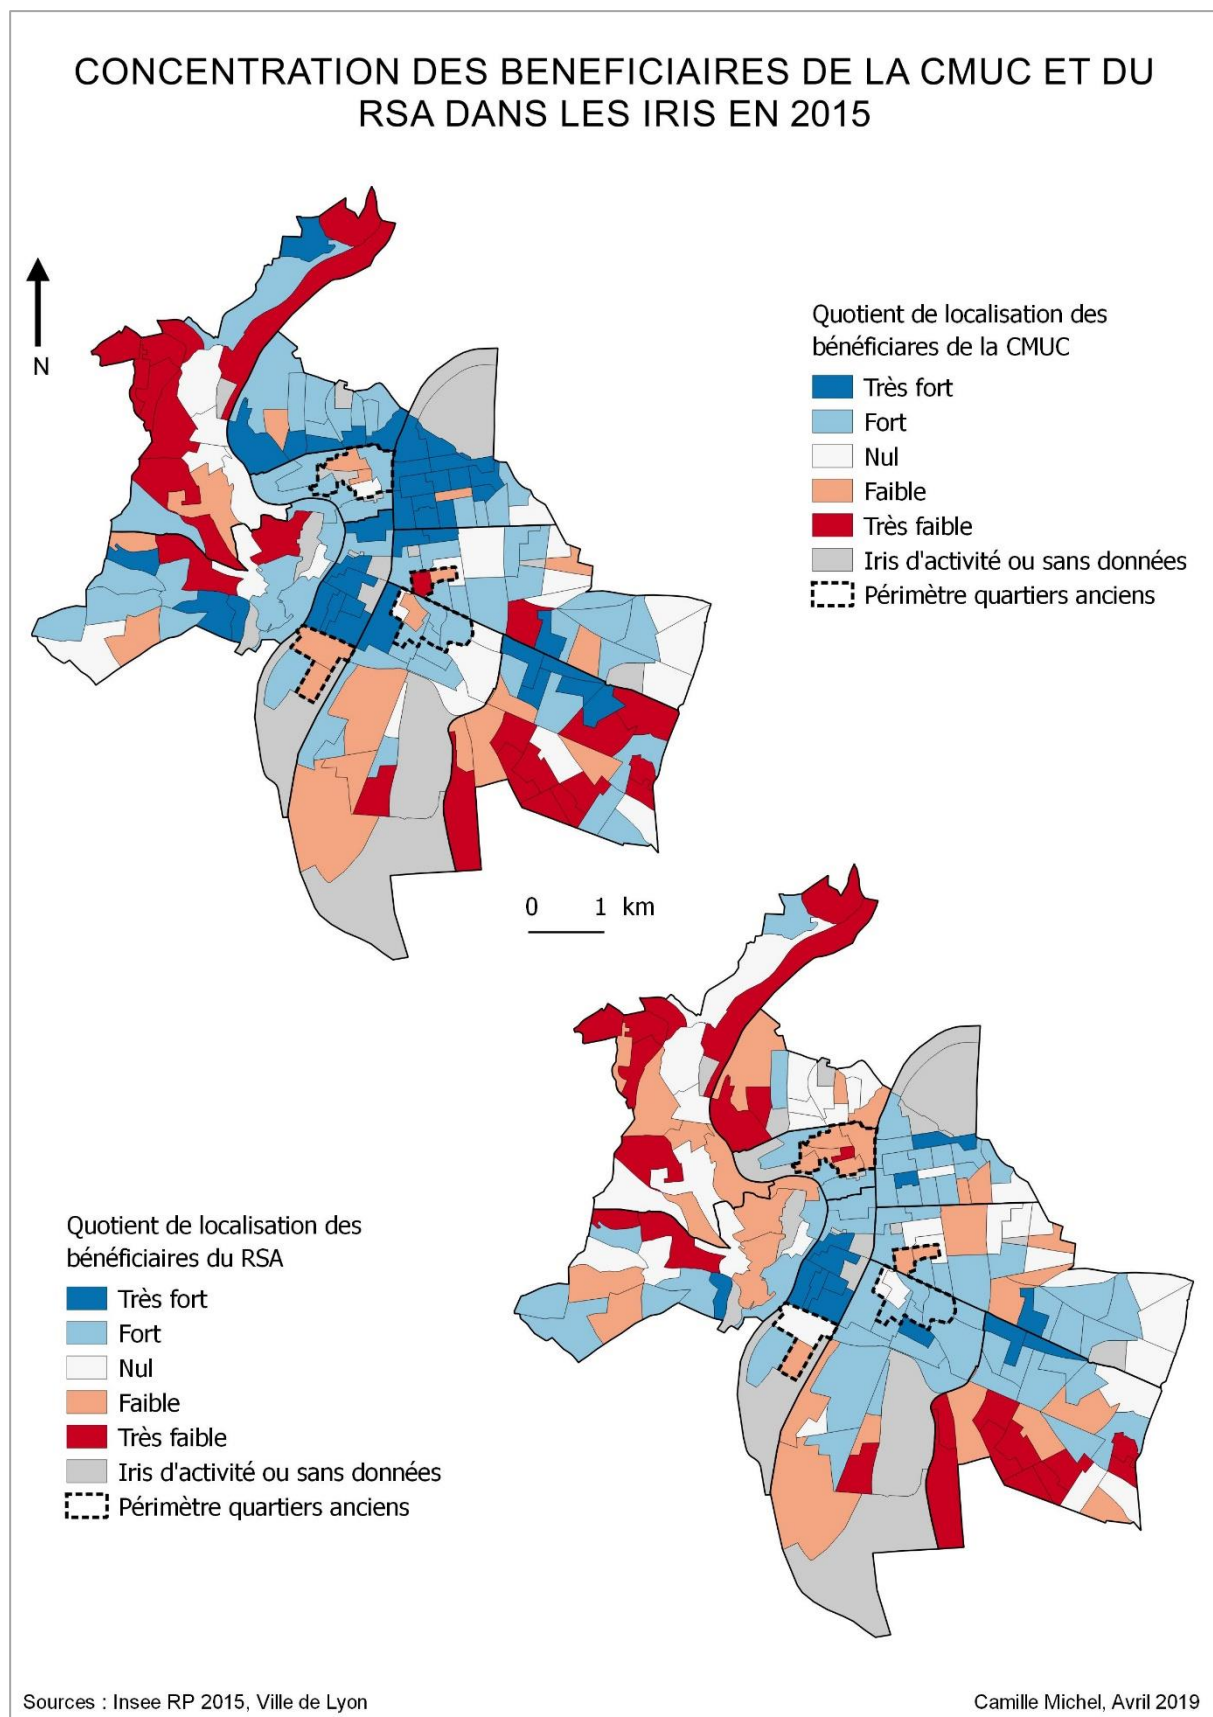 CONCENTRATION DES BENEFICIAIRES DE LA CMUC ET DU
RSA DANS LES IRIS EN 2015
N
Quotient de localisation des
bénéficiares de la CMUC
Très fort
Fort
Nul
Faible
Très faible
Iris d'activité ou sans données
Périmètre quartiers anciens
0 1 km
Quotient de localisation des
bénéficiaires du RSA
Très fort
Fort
Nul
Faible
Très faible
Iris d'activité ou sans données
Périmètre quartiers anciens
Sources : Insee RP 2015, Ville de Lyon
Camille Michel, Avril 2019